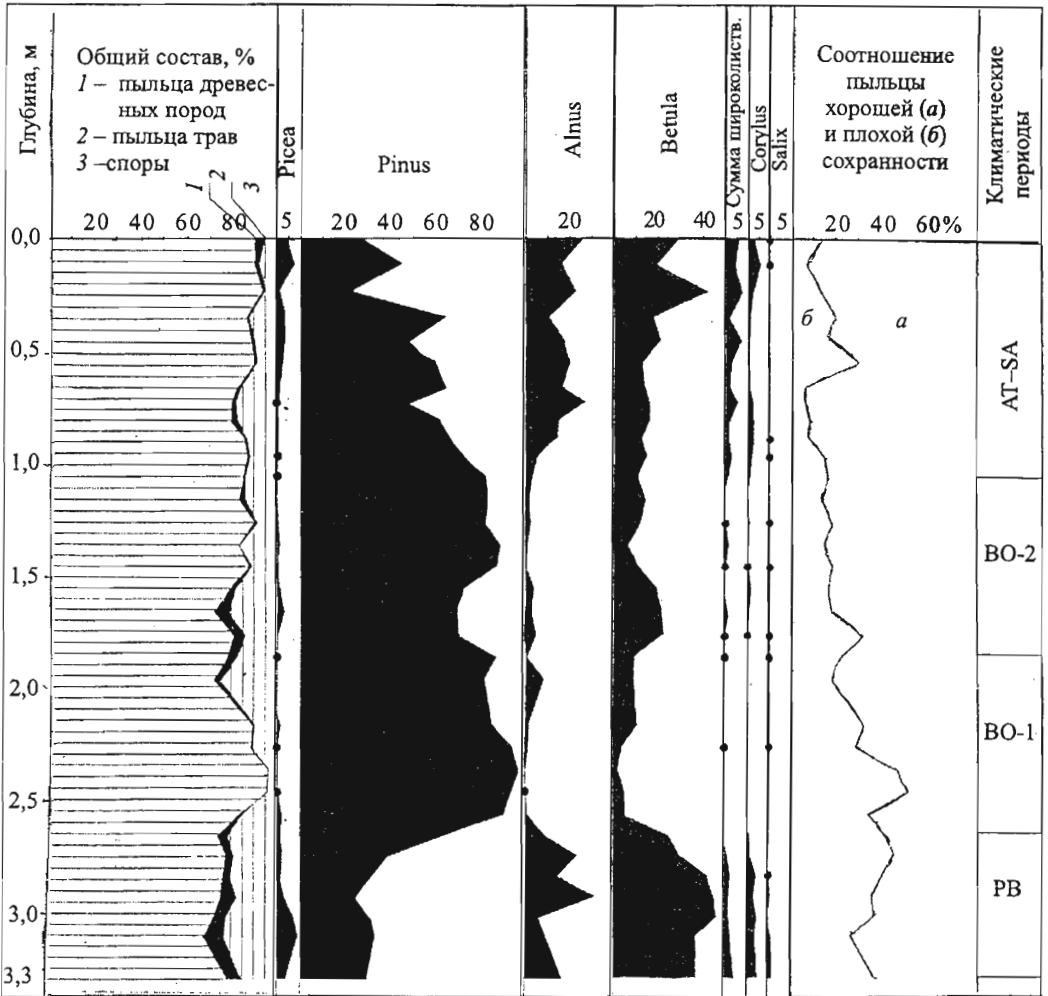 Глубина, м
Общий состав, %
1 – пыльца древес-
ных пород
2 – пыльца трав
3 –споры
1
2
3
Picea
Pinus
Alnus
Betula
Сумма широколиств.
Corylus
Salix
Соотношение
пыльцы
хорошей (а)
и плохой (б)
сохранности
Климатические
периоды
20 40 60 80 5 20 40 60 80 20 20 40 5 5 5 20 40 60%
0,0
0,5
1,0
1,5
2,0
2,5
3,0
3,3
б
а
AT–SA
BO-2
BO-1
PB